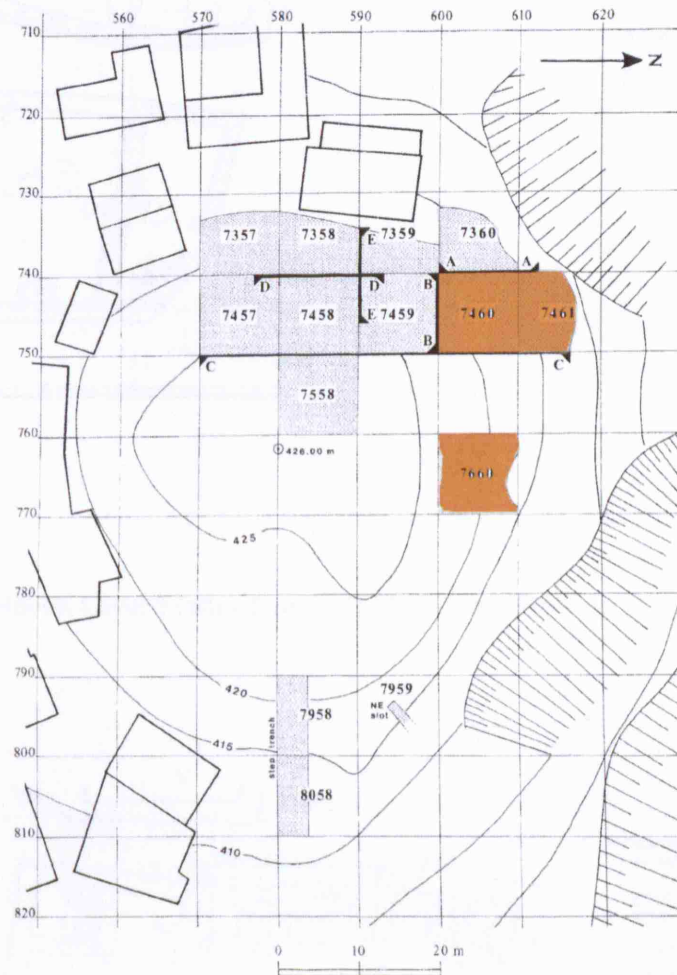 560 570 580 590 600 610 620
710
N
720
730
7357 7358 E 7359 7360
740 A A
D D B
7457 7458 E 7459 7460 7461
750 C B C
7558
760
426.00 m
7660
770
425
780
790
420 7958 7959
NE
slot
415
800
step trench
8058
810
410
820
0 10 20 m